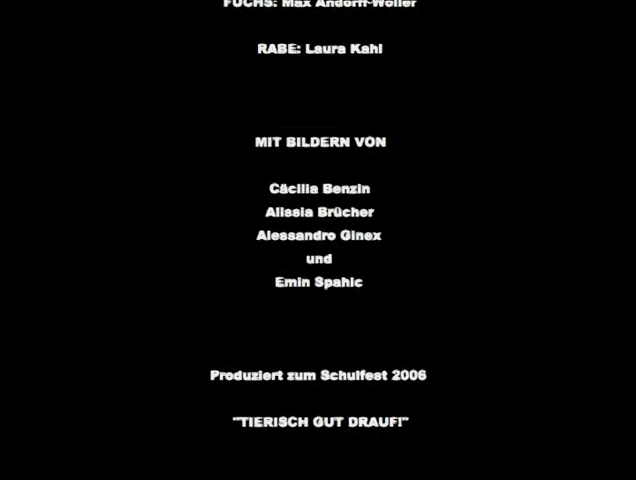 FUCHS: Max Andorff-Woller
RABE: Laura Kahl
MIT BILDERN VON
Cäcilia Benzin
Alissia Brücher
Alessandro Ginex
und
Emin Spahic
Produziert zum Schulfest 2006
"TIERISCH GUT DRAUF!"